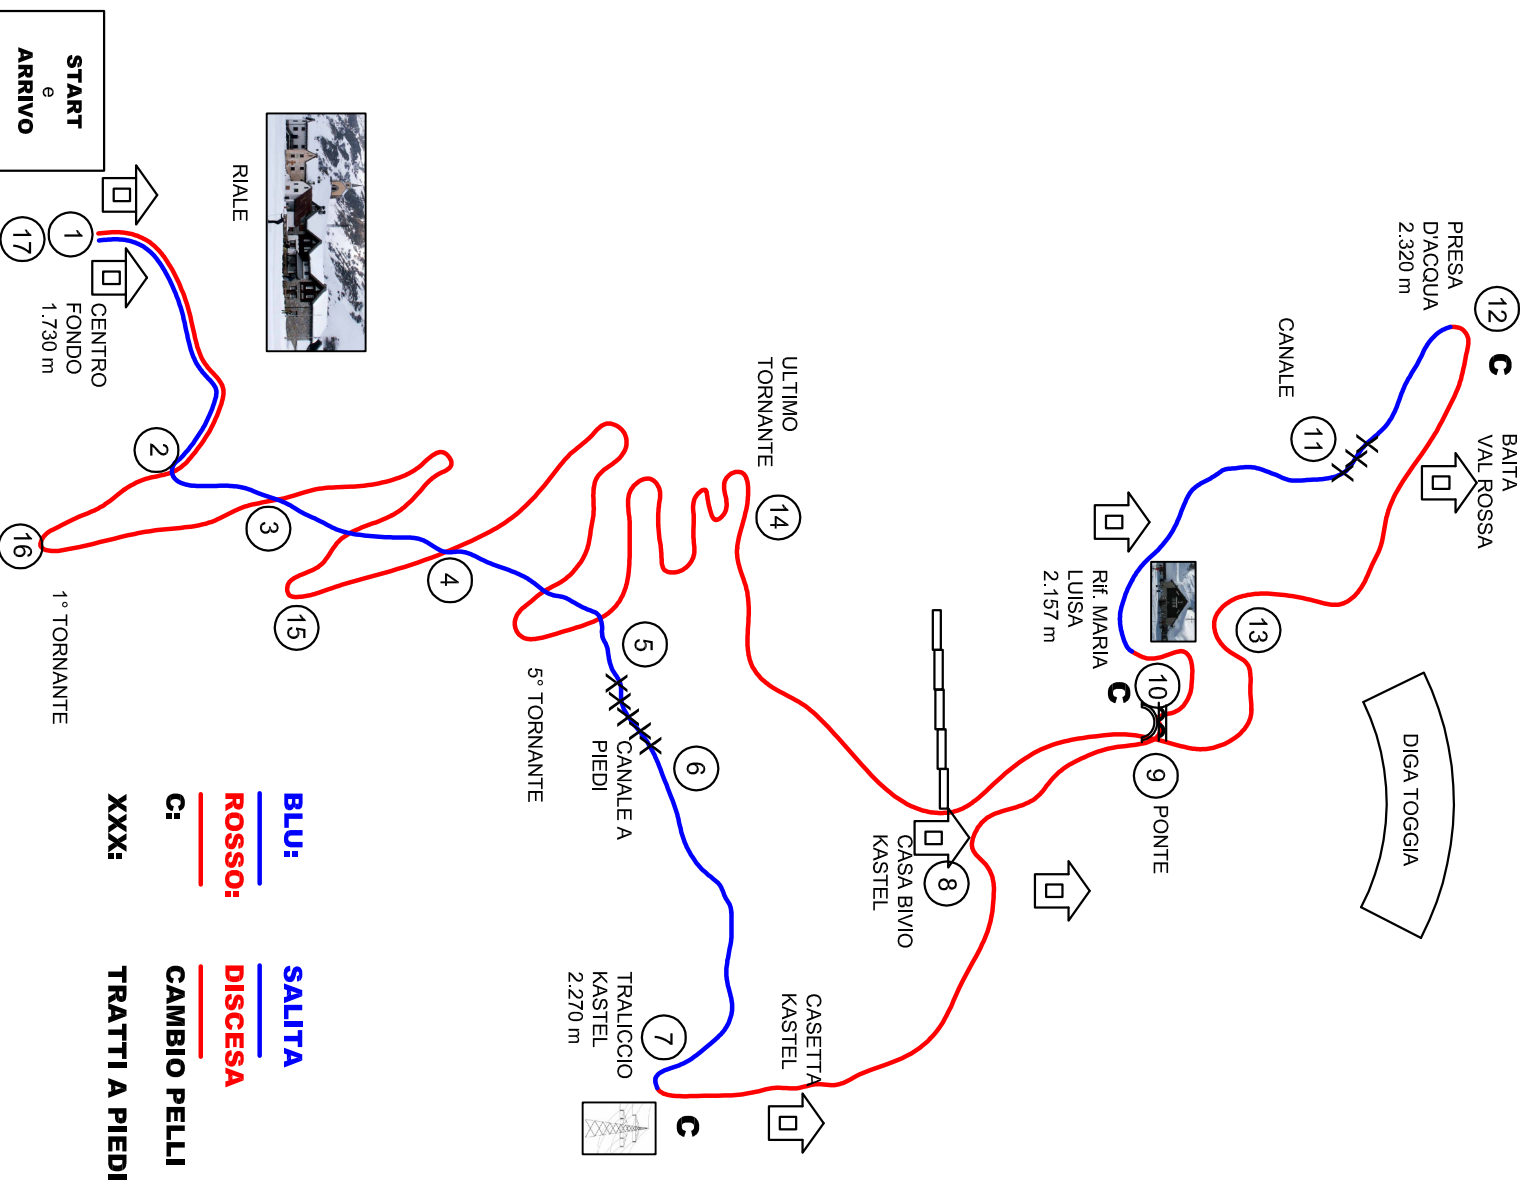 START
e
ARRIVO
RIALE
1
17
CENTRO
FONDO
1.730 m
2
3
4
16
1° TORNANTE
15
5
5° TORNANTE
CANALE A
PIEDI
6
ULTIMO
TORNANTE
14
TRALICCIO
KASTEL
2.270 m
7
C
CASETTA
KASTEL
CASA BIVIO
KASTEL
8
PONTE
9
10
C
Rif. MARIA
LUISA
2.157 m
13
11
CANALE
PRESA
D'ACQUA
2.320 m
12
C
BAITA
VAL ROSSA
DIGA TOGGIA
BLU: SALITA
ROSSO: DISCESA
C: CAMBIO PELLI
XXX: TRATTI A PIEDI